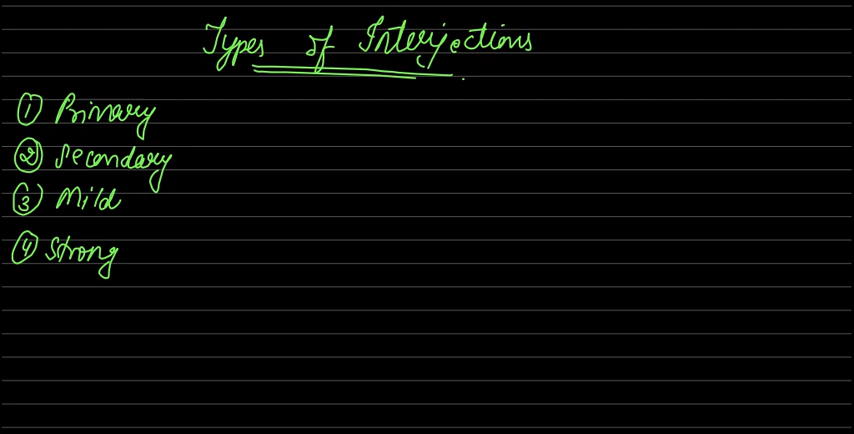 Types of Interjections
① Primary
② Secondary
③ Mild
④ Strong